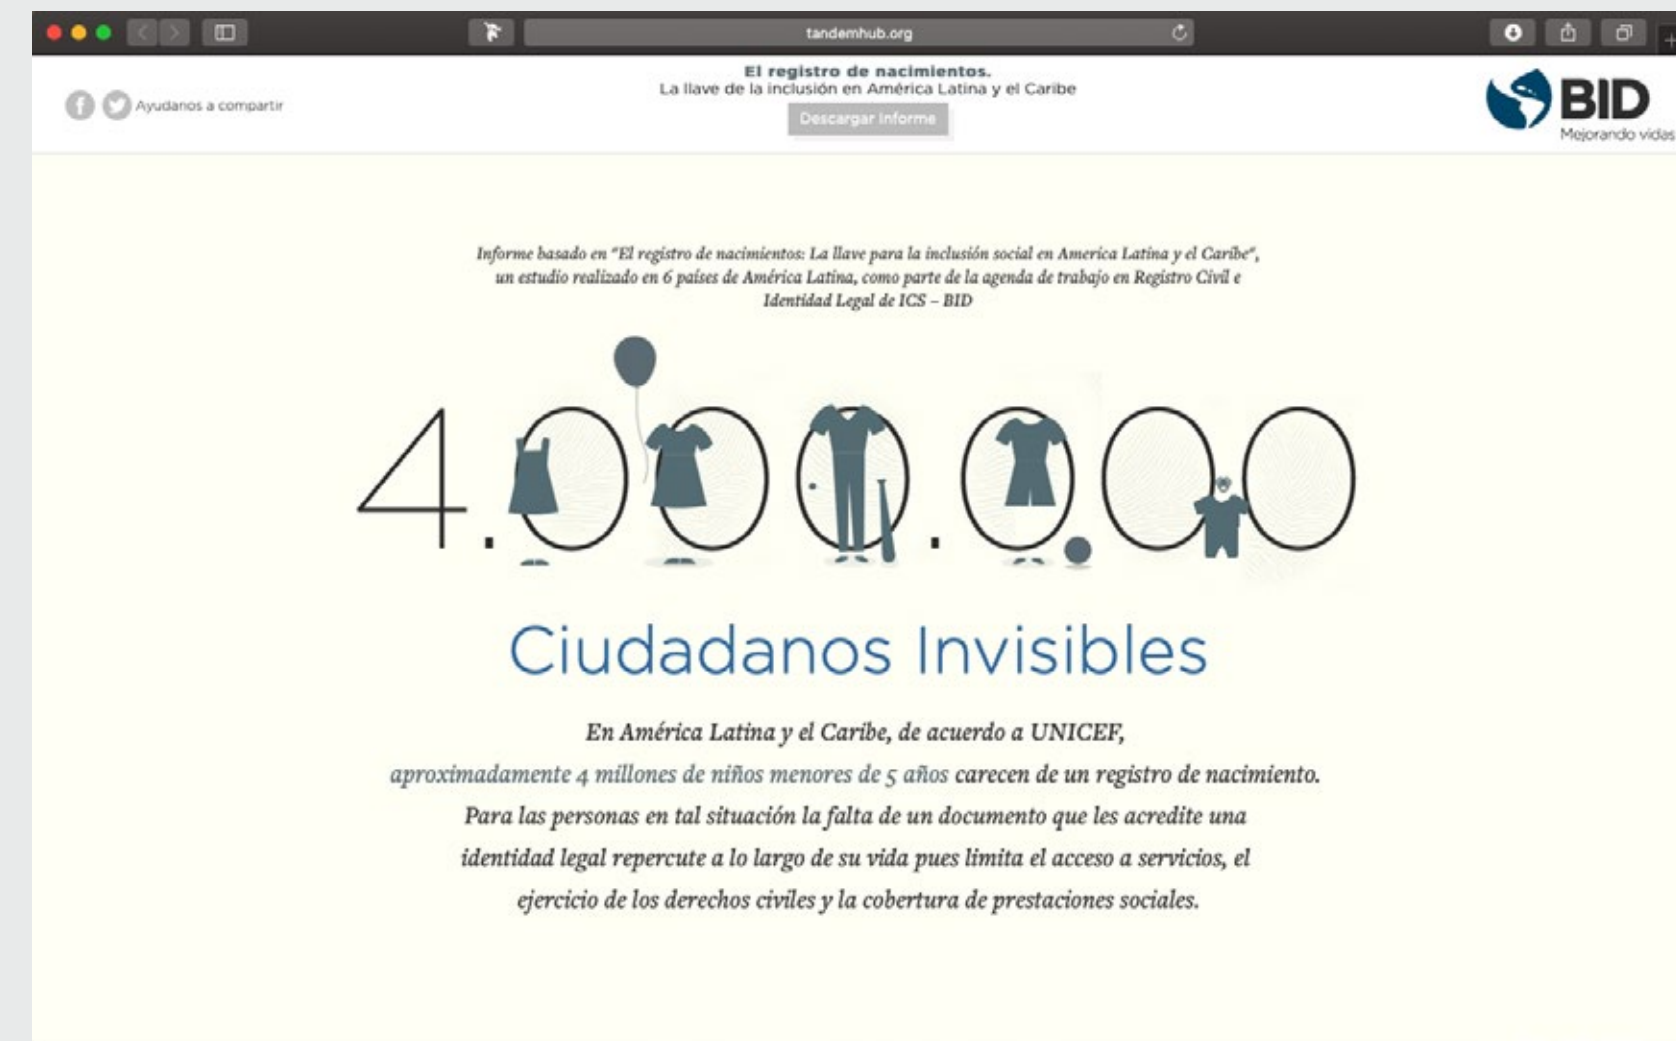 tandemhub.org
El registro de nacimientos.
La llave de la inclusión en América Latina y el Caribe
Ayudanos a compartir
Descargar Informe
BID
Mejorando vidas
Informe basado en "El registro de nacimientos: La llave para la inclusión social en America Latina y el Caribe",
un estudio realizado en 6 países de América Latina, como parte de la agenda de trabajo en Registro Civil e
Identidad Legal de ICS – BID
4.000.000
Ciudadanos Invisibles
En América Latina y el Caribe, de acuerdo a UNICEF,
aproximadamente 4 millones de niños menores de 5 años carecen de un registro de nacimiento.
Para las personas en tal situación la falta de un documento que les acredite una
identidad legal repercute a lo largo de su vida pues limita el acceso a servicios, el
ejercicio de los derechos civiles y la cobertura de prestaciones sociales.